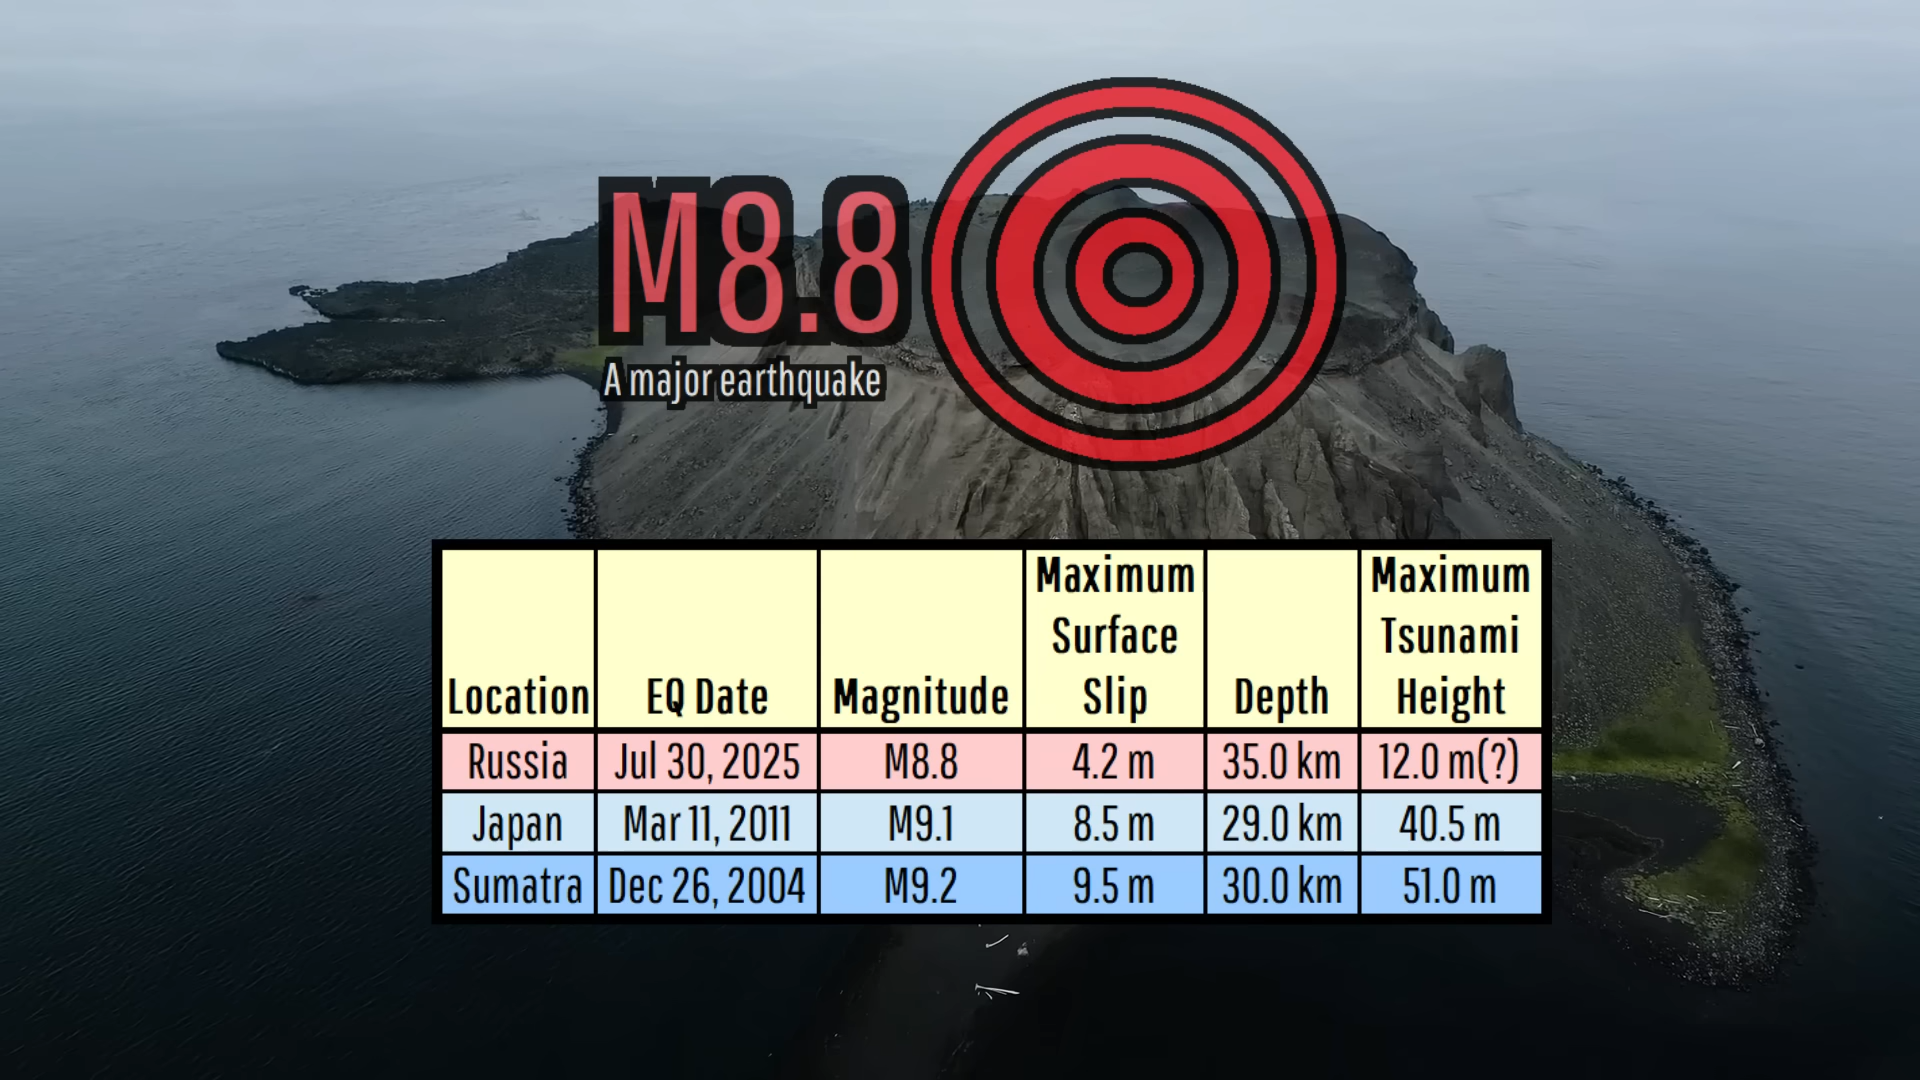 M8.8
A major earthquake
Location EQ Date Magnitude Maximum Surface Slip Depth Maximum Tsunami Height
Russia Jul 30, 2025 M8.8 4.2 m 35.0 km 12.0 m(?)
Japan Mar 11, 2011 M9.1 8.5 m 29.0 km 40.5 m
Sumatra Dec 26, 2004 M9.2 9.5 m 30.0 km 51.0 m